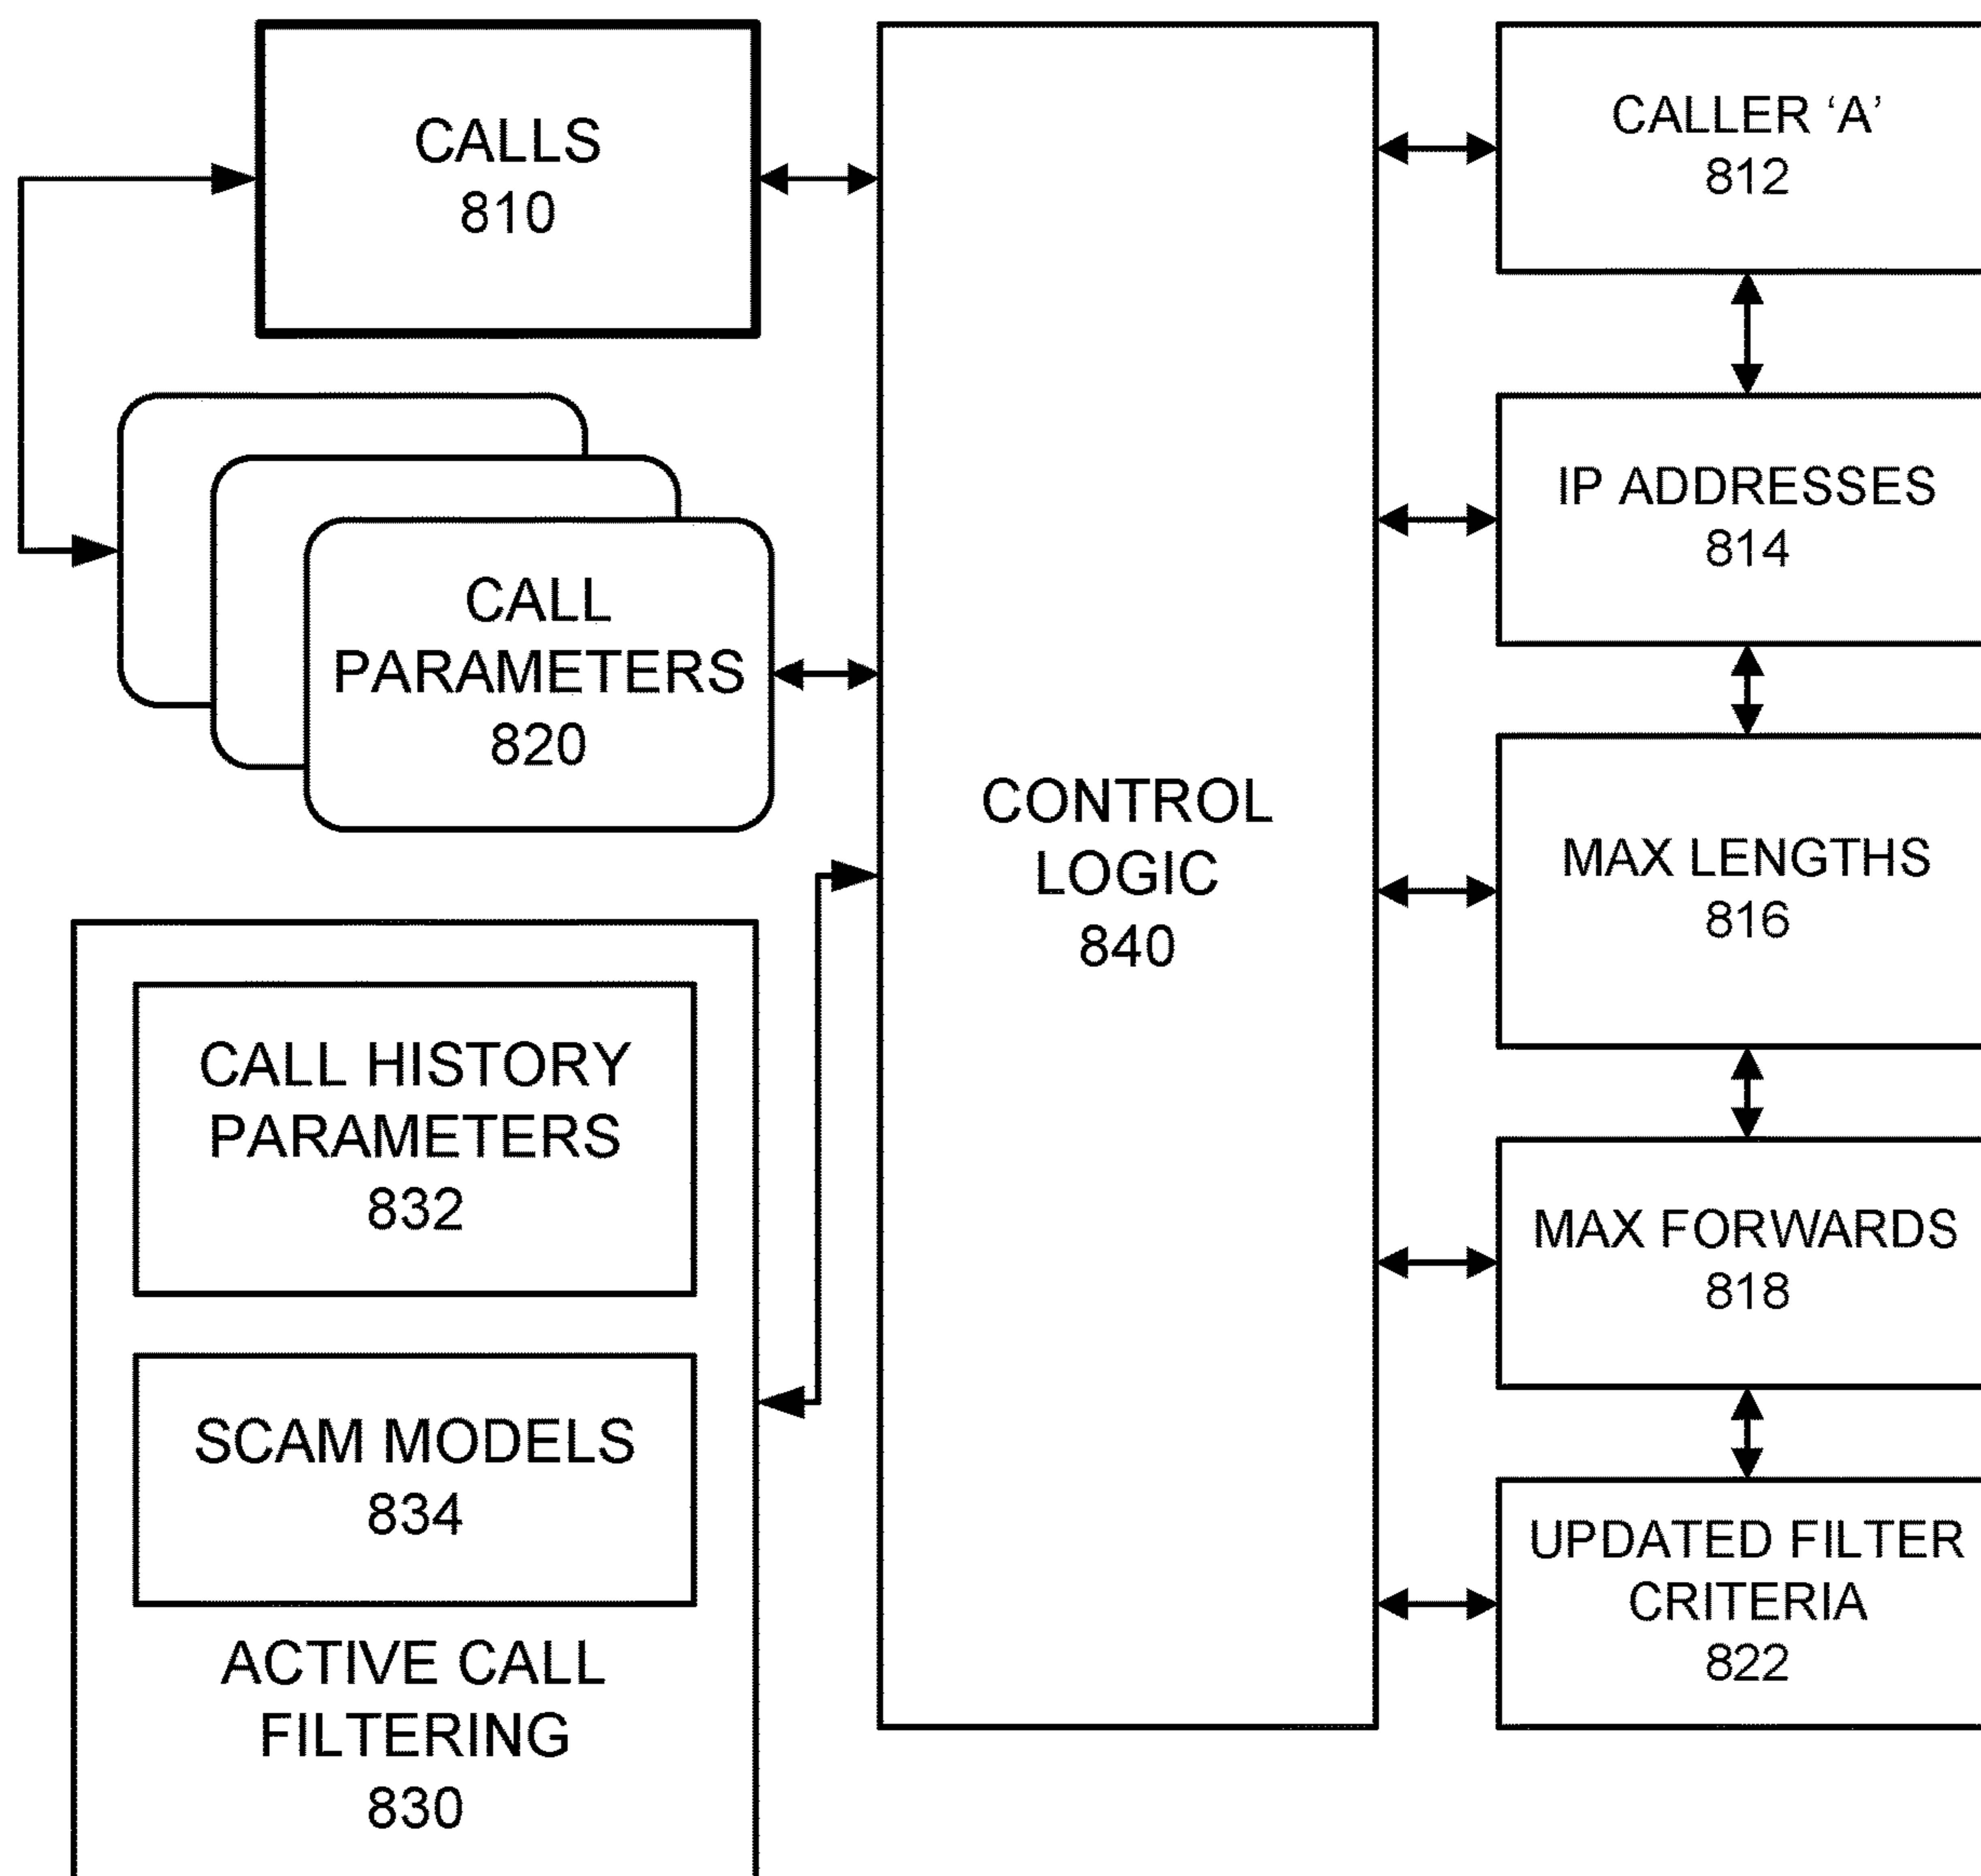 CALLS
810
CALL
PARAMETERS
820
CALL HISTORY
PARAMETERS
832
SCAM MODELS
834
ACTIVE CALL
FILTERING
830
CONTROL
LOGIC
840
CALLER ‘A’
812
IP ADDRESSES
814
MAX LENGTHS
816
MAX FORWARDS
818
UPDATED FILTER
CRITERIA
822